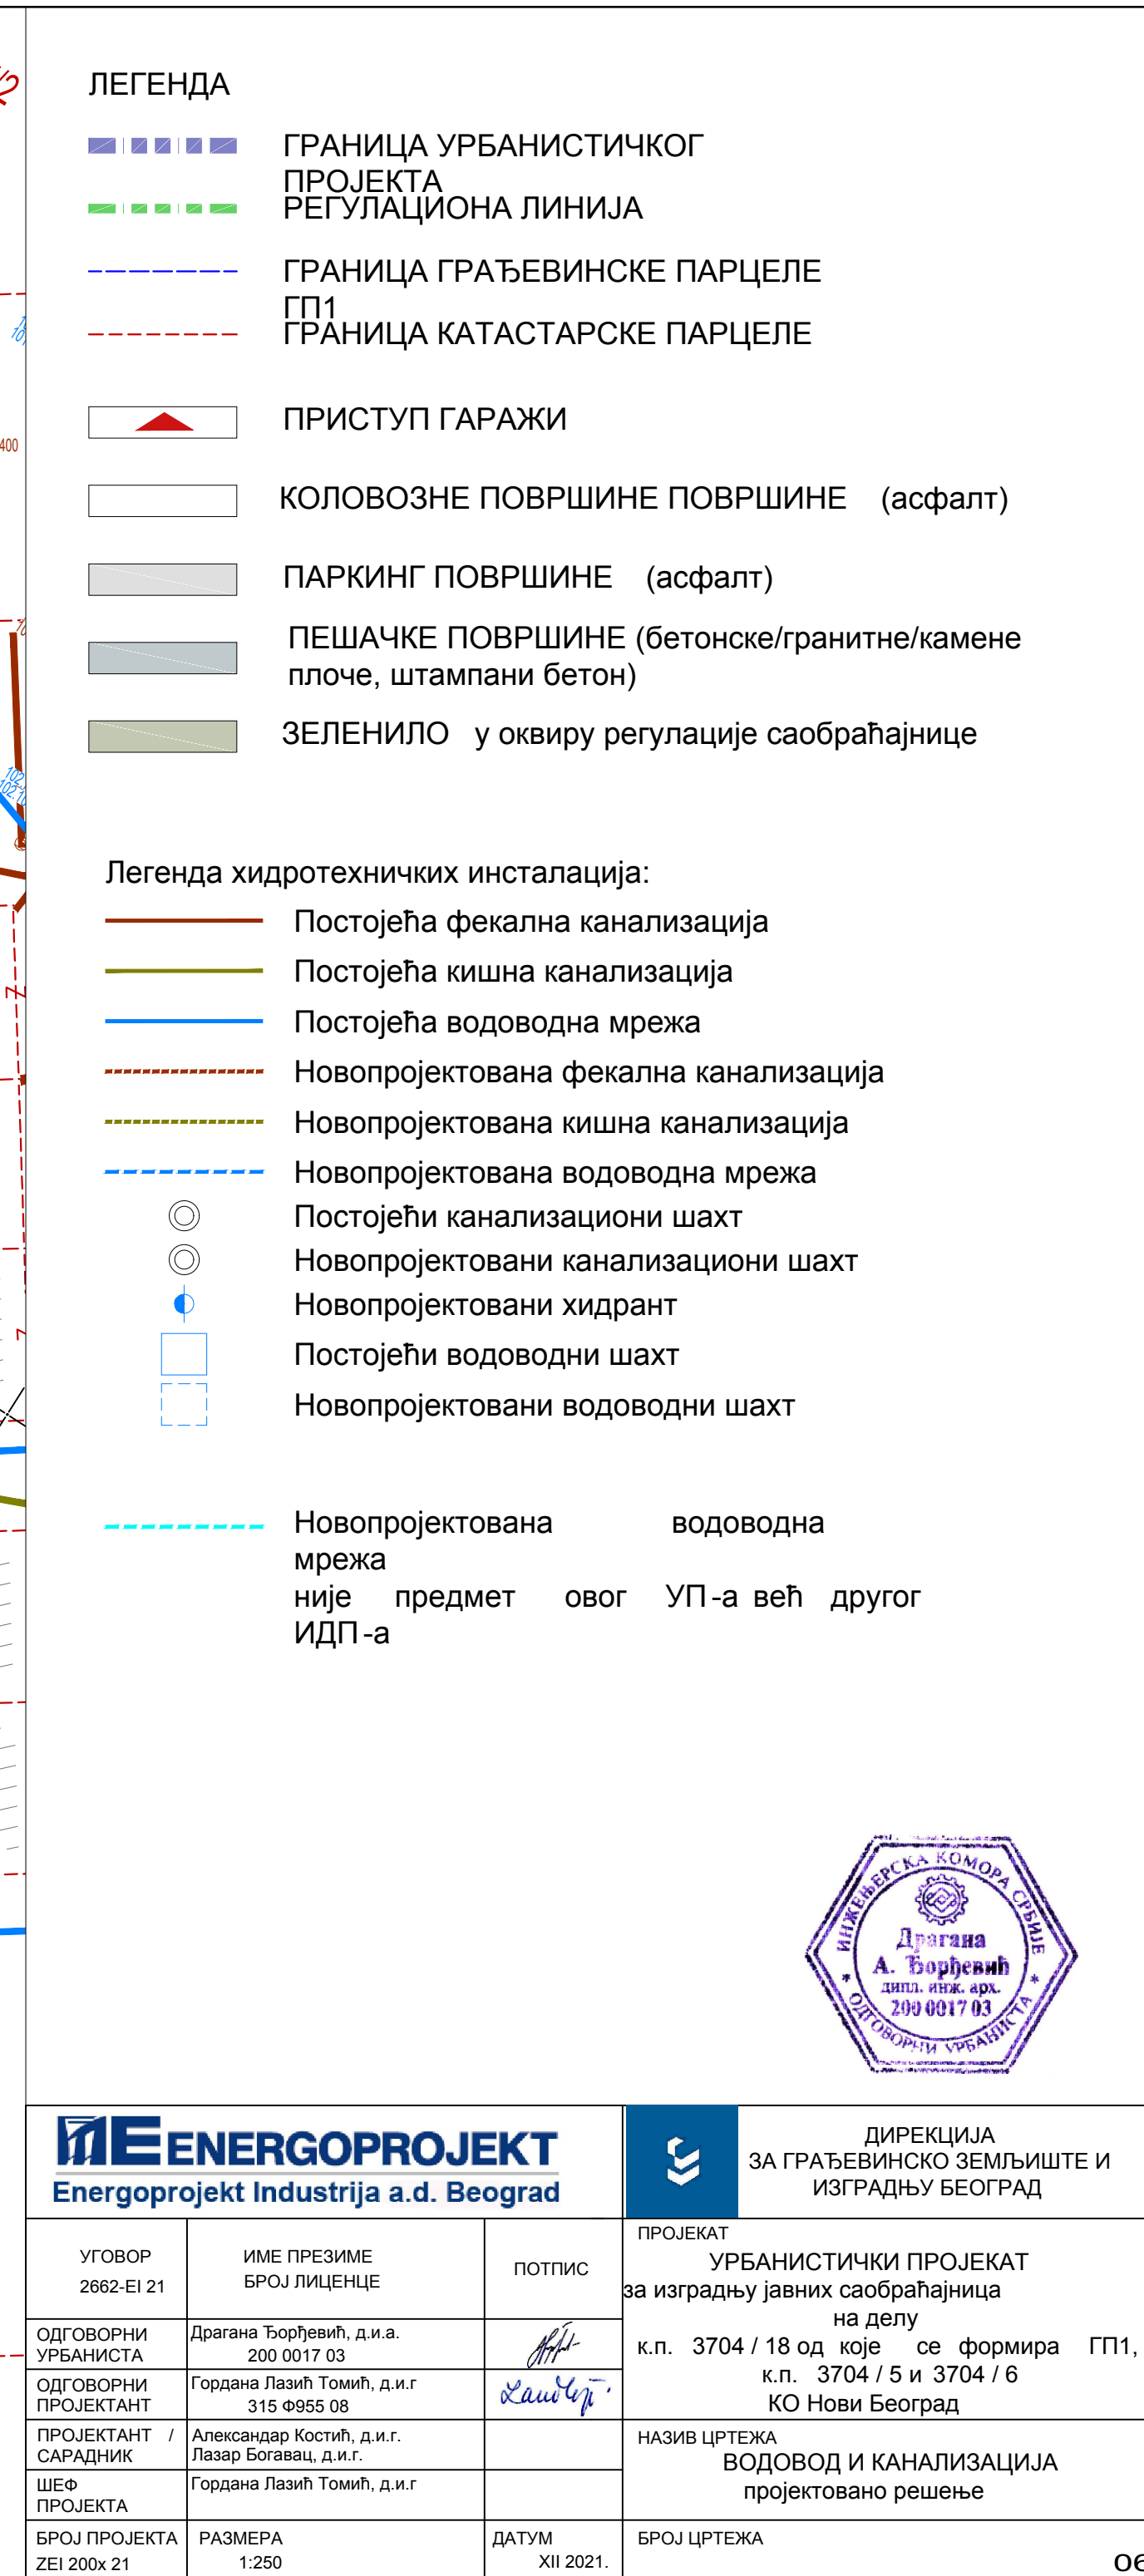 ЛЕГЕНДА
ГРАНИЦА УРБАНИСТИЧКОГ
ПРОЈЕКТА
РЕГУЛАЦИОНА ЛИНИЈА
ГРАНИЦА ГРАЂЕВИНСКЕ ПАРЦЕЛЕ
ГП1
ГРАНИЦА КАТАСТАРСКЕ ПАРЦЕЛЕ
ПРИСТУП ГАРАЖИ
400
КОЛОВОЗНЕ ПОВРШИНЕ ПОВРШИНЕ (асфалт)
ПАРКИНГ ПОВРШИНЕ (асфалт)
ПЕШАЧКЕ ПОВРШИНЕ (бетонске/гранитне/камене
плоче, штампани бетон)
ЗЕЛЕНИЛО у оквиру регулације саобраћајнице
Легенда хидротехничких инсталација:
Постојећа фекална канализација
Постојећа кишна канализација
Постојећа водоводна мрежа
Новопројектована фекална канализација
Новопројектована кишна канализација
Новопројектована водоводна мрежа
Постојећи канализациони шахт
Новопројектовани канализациони шахт
Новопројектовани хидрант
Постојећи водоводни шахт
Новопројектовани водоводни шахт
Новопројектована водоводна
мрежа
није предмет овог УП-а већ другог
ИДП-а
ИНЖЕЊЕРСКА КОМОРА СРБИЈЕ
Драгана
А. Ђорђевић
дипл. инж. арх.
200 0017 03
* ОДГОВОРНИ УРБАНИСТА *
ENERGOPROJEKT
Energoprojekt Industrija a.d. Beograd
ДИРЕКЦИЈА
ЗА ГРАЂЕВИНСКО ЗЕМЉИШТЕ И
ИЗГРАДЊУ БЕОГРАД
УГОВОР
2662-EI 21
ИМЕ ПРЕЗИМЕ
БРОЈ ЛИЦЕНЦЕ
ПОТПИС
ПРОЈЕКАТ
УРБАНИСТИЧКИ ПРОЈЕКАТ
за изградњу јавних саобраћајница
на делу
к.п. 3704 / 18 од које се формира ГП1,
к.п. 3704 / 5 и 3704 / 6
КО Нови Београд
ОДГОВОРНИ
УРБАНИСТА
Драгана Ђорђевић, д.и.а.
200 0017 03
ОДГОВОРНИ
ПРОЈЕКТАНТ
Гордана Лазић Томић, д.и.г
315 Ф955 08
ПРОЈЕКТАНТ /
САРАДНИК
Александар Костић, д.и.г.
Лазар Богавац, д.и.г.
ШЕФ
ПРОЈЕКТА
Гордана Лазић Томић, д.и.г
НАЗИВ ЦРТЕЖА
ВОДОВОД И КАНАЛИЗАЦИЈА
пројектовано решење
БРОЈ ПРОЈЕКТА
ZEI 200x 21
РАЗМЕРА
1:250
ДАТУМ
XII 2021.
БРОЈ ЦРТЕЖА